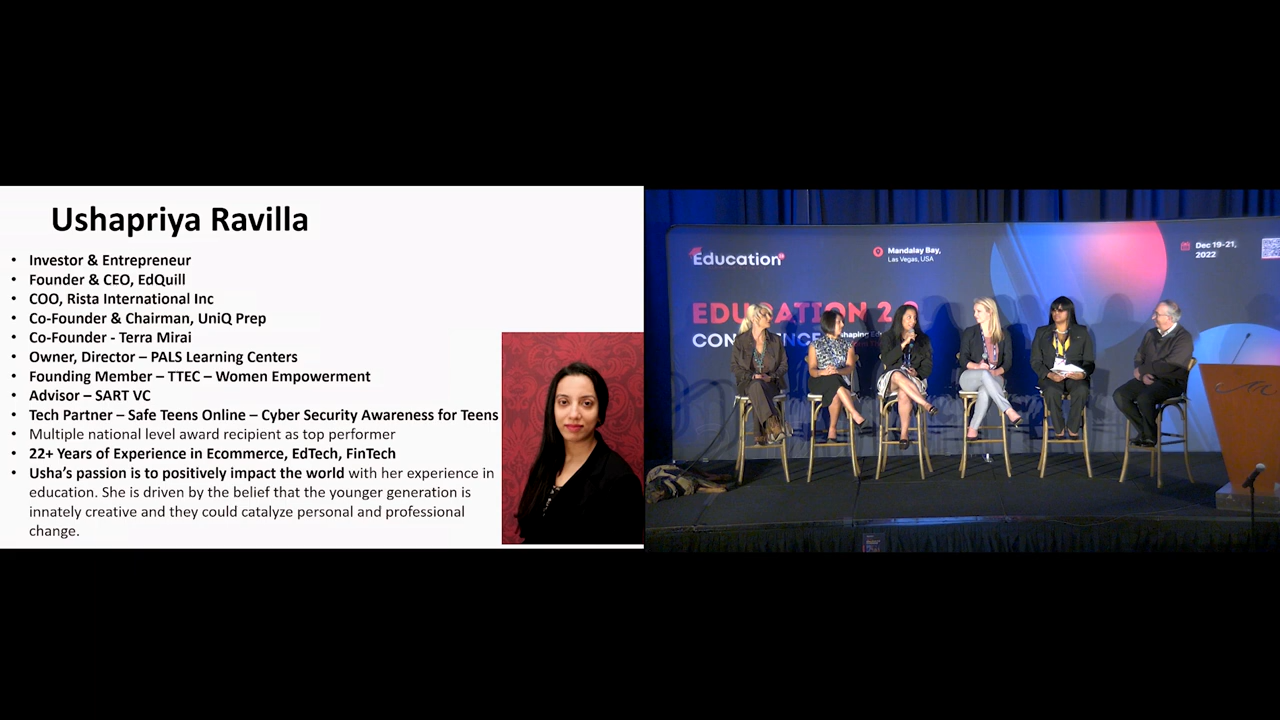 Ushapriya Ravilla
• Investor & Entrepreneur
• Founder & CEO, EdQuill
• COO, Rista International Inc
• Co-Founder & Chairman, UniQ Prep
• Co-Founder - Terra Mirai
• Owner, Director – PALS Learning Centers
• Founding Member – TTEC – Women Empowerment
• Advisor – SART VC
• Tech Partner – Safe Teens Online – Cyber Security Awareness for Teens
• Multiple national level award recipient as top performer
• 22+ Years of Experience in Ecommerce, EdTech, FinTech
• Usha's passion is to positively impact the world with her experience in
education. She is driven by the belief that the younger generation is
innately creative and they could catalyze personal and professional
change.
Education
Mandalay Bay,
Las Vegas, USA
Dec 19-21,
2022
EDUCATION 2